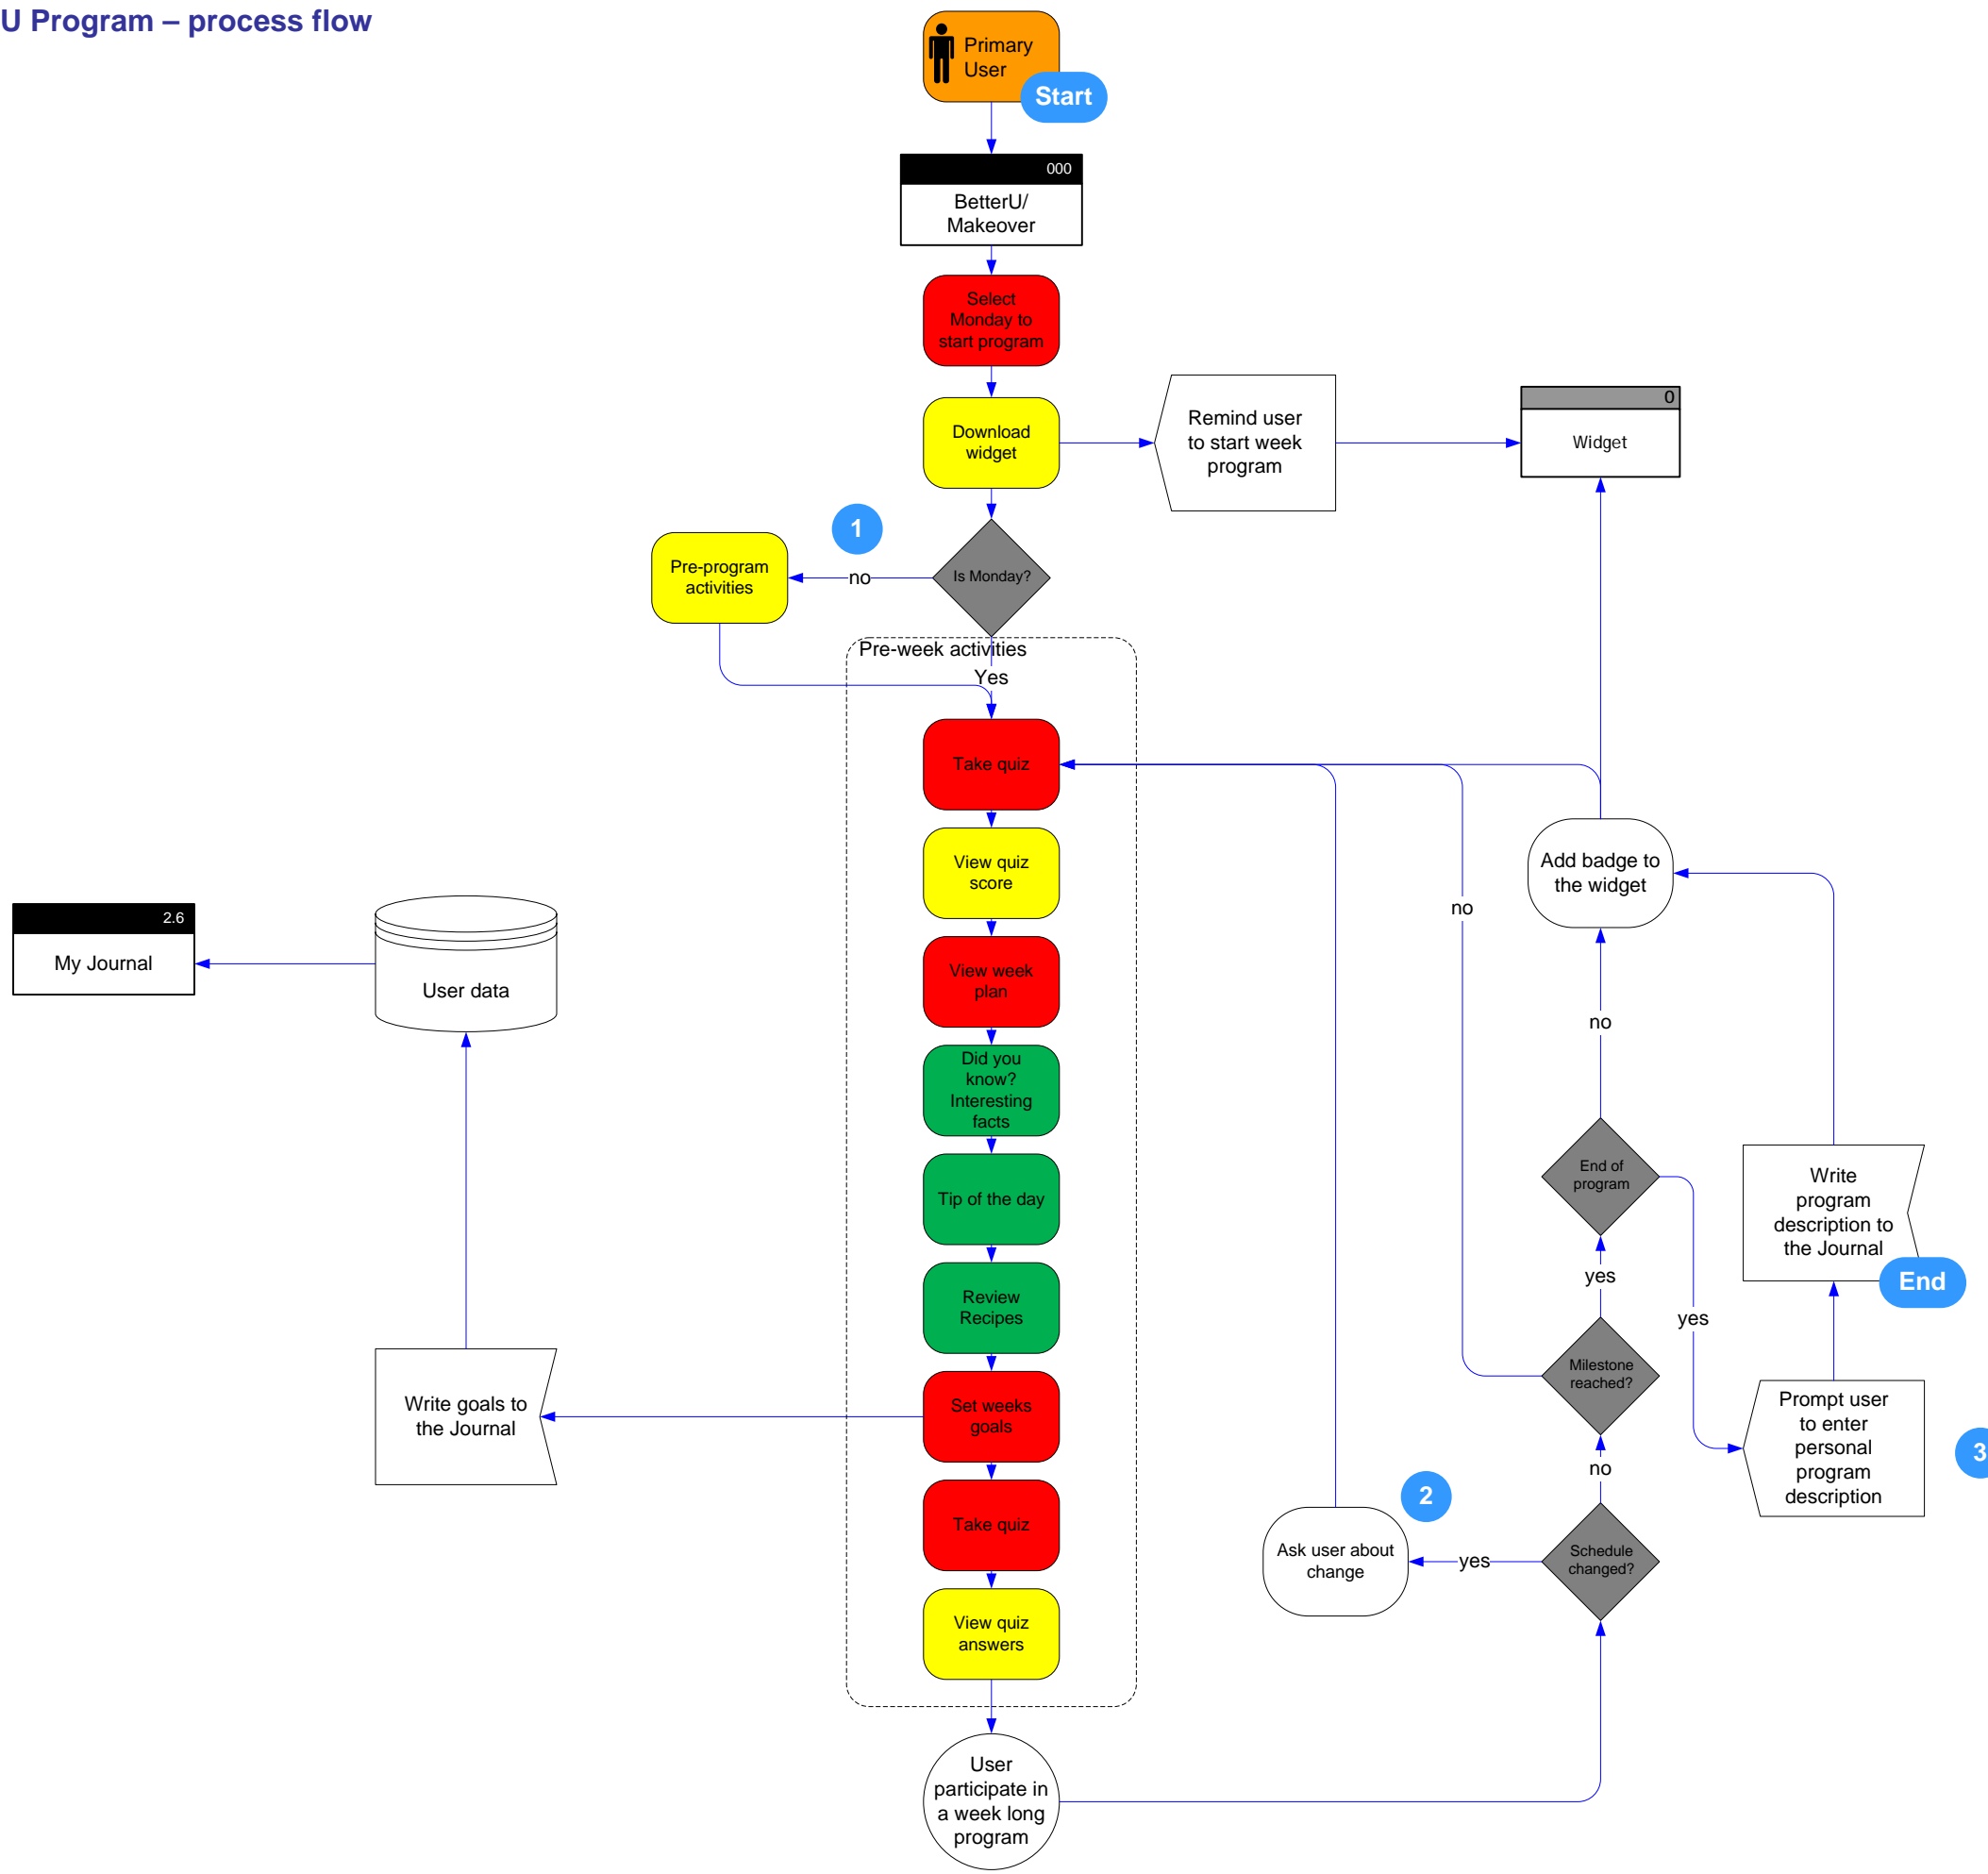 U Program – process flow
Primary
User
Start
000
BetterU/
Makeover
Select
Monday to
start program
Download
widget
Remind user
to start week
program
0
Widget
1
Pre-program
activities
no
Is Monday?
Pre-week activities
Yes
Take quiz
View quiz
score
Add badge to
the widget
no
2.6
My Journal
User data
View week
plan
no
Did you
know?
Interesting
facts
End of
program
Write
program
description to
the Journal
End
Tip of the day
yes
yes
Review
Recipes
Milestone
reached?
Write goals to
the Journal
Set weeks
goals
Prompt user
to enter
personal
program
description
3
no
2
Take quiz
Ask user about
change
yes
Schedule
changed?
View quiz
answers
User
participate in
a week long
program